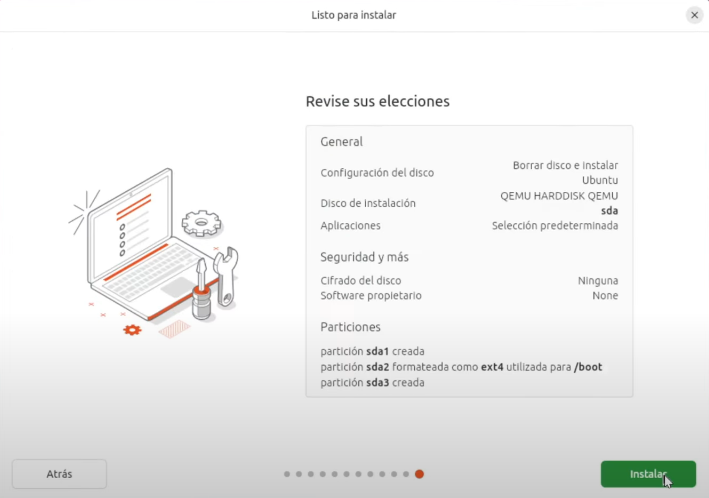 Listo para instalar
Revise sus elecciones
General
Configuración del disco
Borrar disco e instalar
Ubuntu
Disco de instalación
QEMU HARDDISK QEMU
sda
Aplicaciones
Selección predeterminada
Seguridad y más
Cifrado del disco
Ninguna
Software propietario
None
Particiones
partición sda1 creada
partición sda2 formateada como ext4 utilizada para /boot
partición sda3 creada
Atrás
Instalar